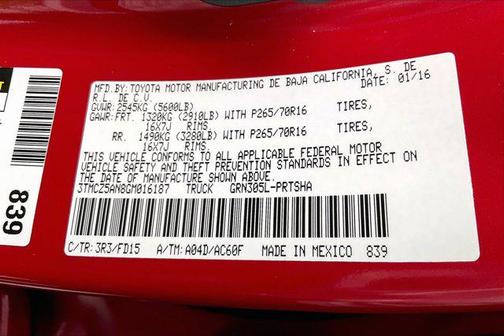 MFD.BY:TOYOTA MOTOR MANUFACTURING DE BAJA CALIFORNIA, S. DE
R.L. DE C.V. DATE: 01/16
GVWR: 2545KG (5600LB)
GAWR:FRT. 1320KG (2910LB) WITH P265/70R16 TIRES,
16X7J RIMS
RR. 1490KG (3280LB) WITH P265/70R16 TIRES,
16X7J RIMS
THIS VEHICLE CONFORMS TO ALL APPLICABLE FEDERAL MOTOR
VEHICLE SAFETY AND THEFT PREVENTION STANDARDS IN EFFECT ON
THE DATE OF MANUFACTURE SHOWN ABOVE.
3TMCZ5AN8GM016187 TRUCK GRN305L-PRTSHA
C/TR: 3R3/FD15 A/TM: A04D/AC60F MADE IN MEXICO 839
839